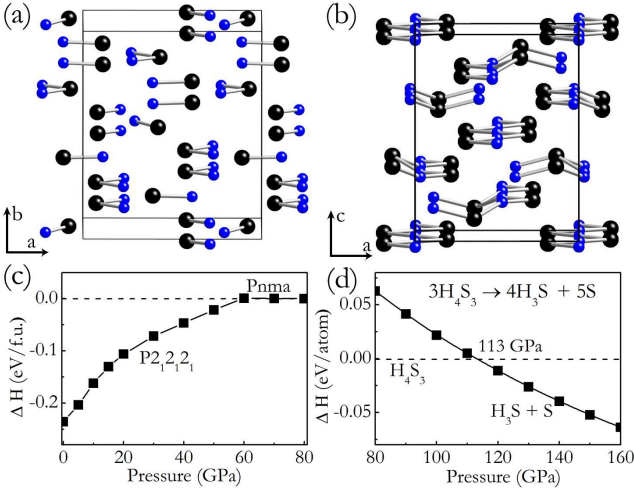 (a)
b
a
(b)
c
a
(c)
0.0
-0.1
-0.2
Δ H (eV/f.u.)
Pnma
P2₁2₁2₁
0 20 40 60 80
Pressure (GPa)
(d)
0.05
0.00
-0.05
Δ H (eV/atom)
3H₄S₃ → 4H₃S + 5S
113 GPa
H₄S₃
H₃S + S
80 100 120 140 160
Pressure (GPa)